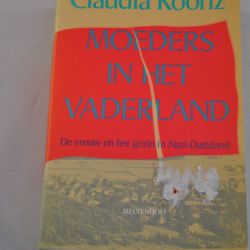 Claudia Koonz
MOEDERS
IN HET
VADERLAND
De vrouw en het gezin in Nazi-Duitsland
MEULENHOFF